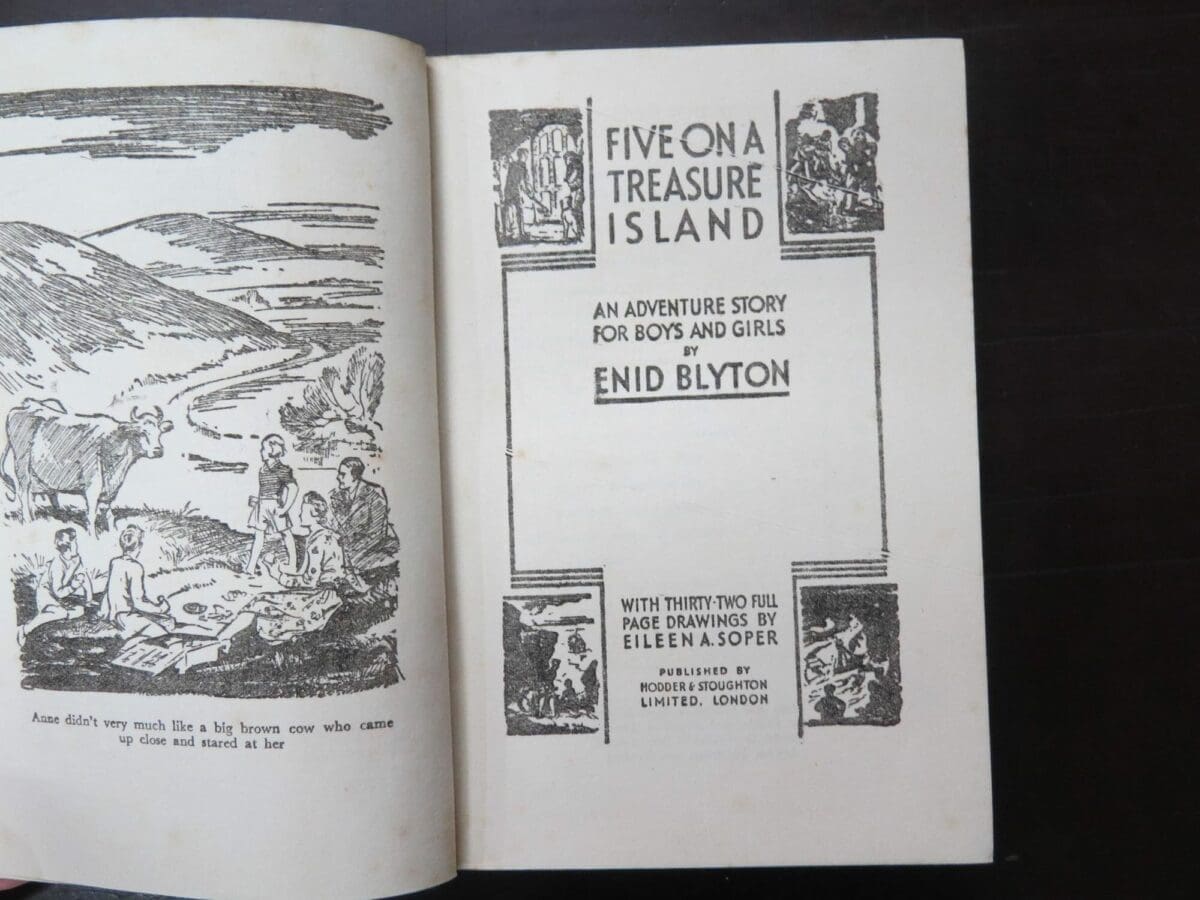 Anne didn't very much like a big brown cow who came
up close and stared at her
FIVE ON A
TREASURE
ISLAND
AN ADVENTURE STORY
FOR BOYS AND GIRLS
BY
ENID BLYTON
WITH THIRTY-TWO FULL
PAGE DRAWINGS BY
EILEEN A. SOPER
PUBLISHED BY
HODDER & STOUGHTON
LIMITED, LONDON